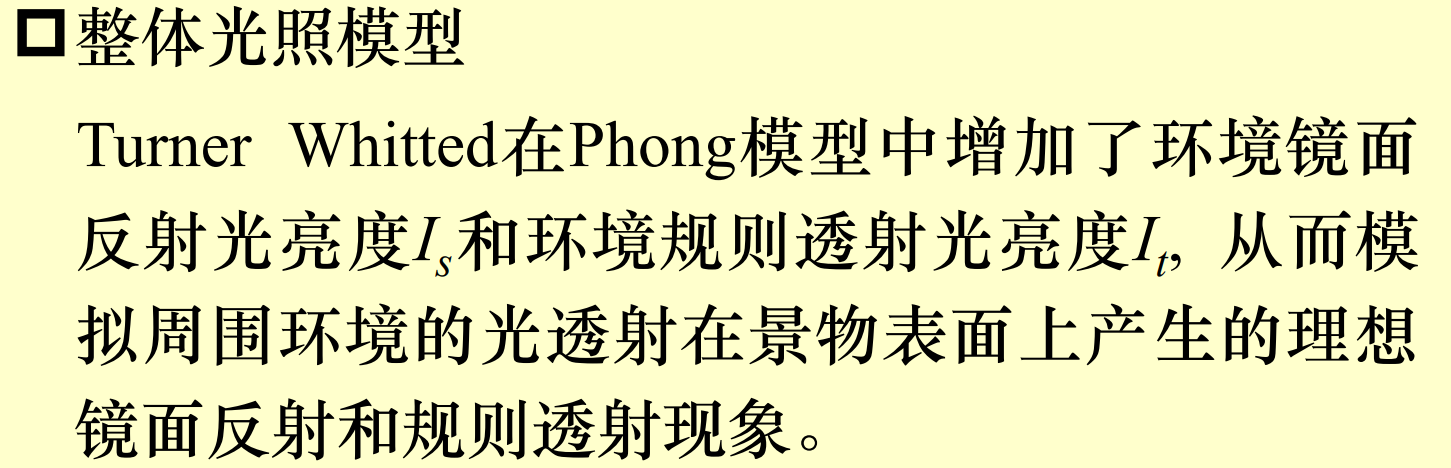 整体光照模型
Turner Whitted在Phong模型中增加了环境镜面
反射光亮度Is和环境规则透射光亮度It, 从而模
拟周围环境的光透射在景物表面上产生的理想
镜面反射和规则透射现象。